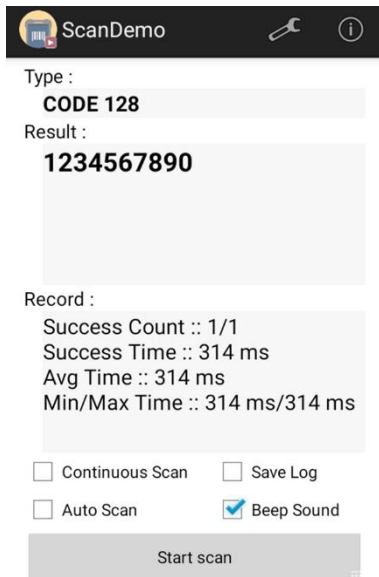 ScanDemo
Type :
CODE 128
Result :
1234567890
Record :
Success Count :: 1/1
Success Time :: 314 ms
Avg Time :: 314 ms
Min/Max Time :: 314 ms/314 ms
Continuous Scan
Save Log
Auto Scan
Beep Sound
Start scan